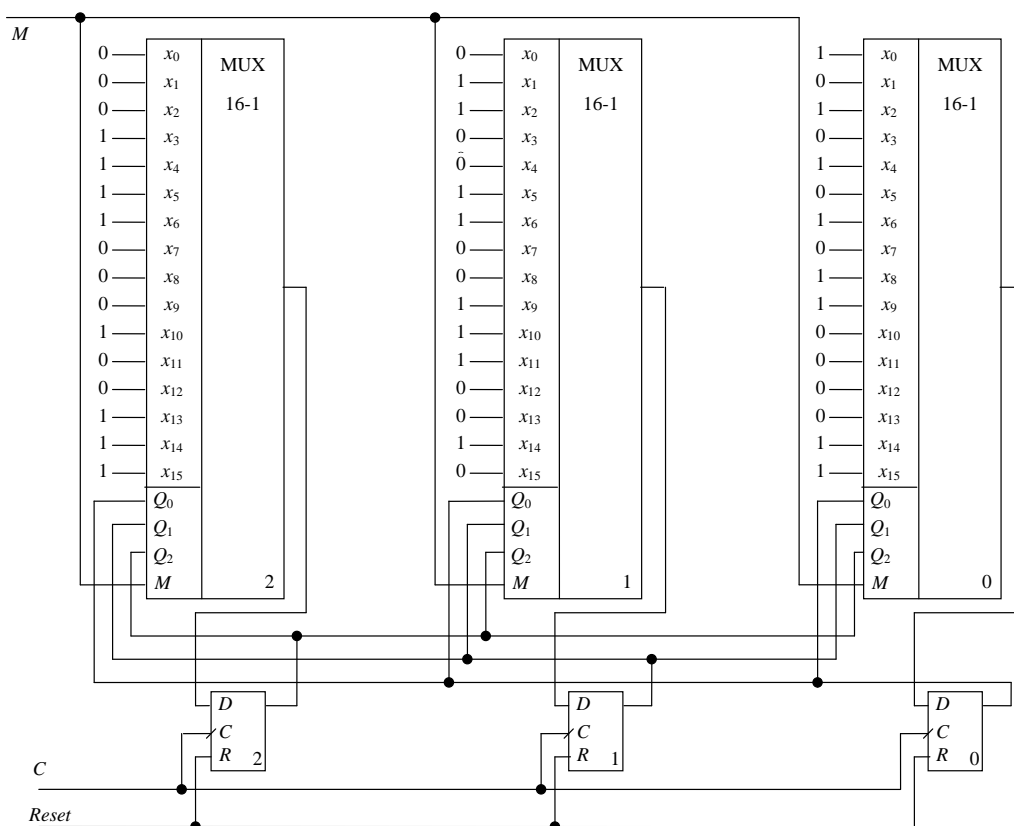 M
0 x0 MUX 0 x0 MUX 1 x0 MUX
0 x1 16-1 1 x1 16-1 0 x1 16-1
0 x2 1 x2 1 x2
1 x3 0 x3 0 x3
1 x4 0 x4 1 x4
1 x5 1 x5 0 x5
1 x6 1 x6 1 x6
0 x7 0 x7 0 x7
0 x8 0 x8 1 x8
0 x9 1 x9 1 x9
1 x10 1 x10 0 x10
0 x11 1 x11 0 x11
0 x12 0 x12 0 x12
1 x13 0 x13 0 x13
1 x14 1 x14 1 x14
1 x15 0 x15 1 x15
Q0 Q0 Q0
Q1 Q1 Q1
Q2 Q2 Q2
M 2 M 1 M 0
D D D
C C C
R 2 R 1 R 0
C
Reset